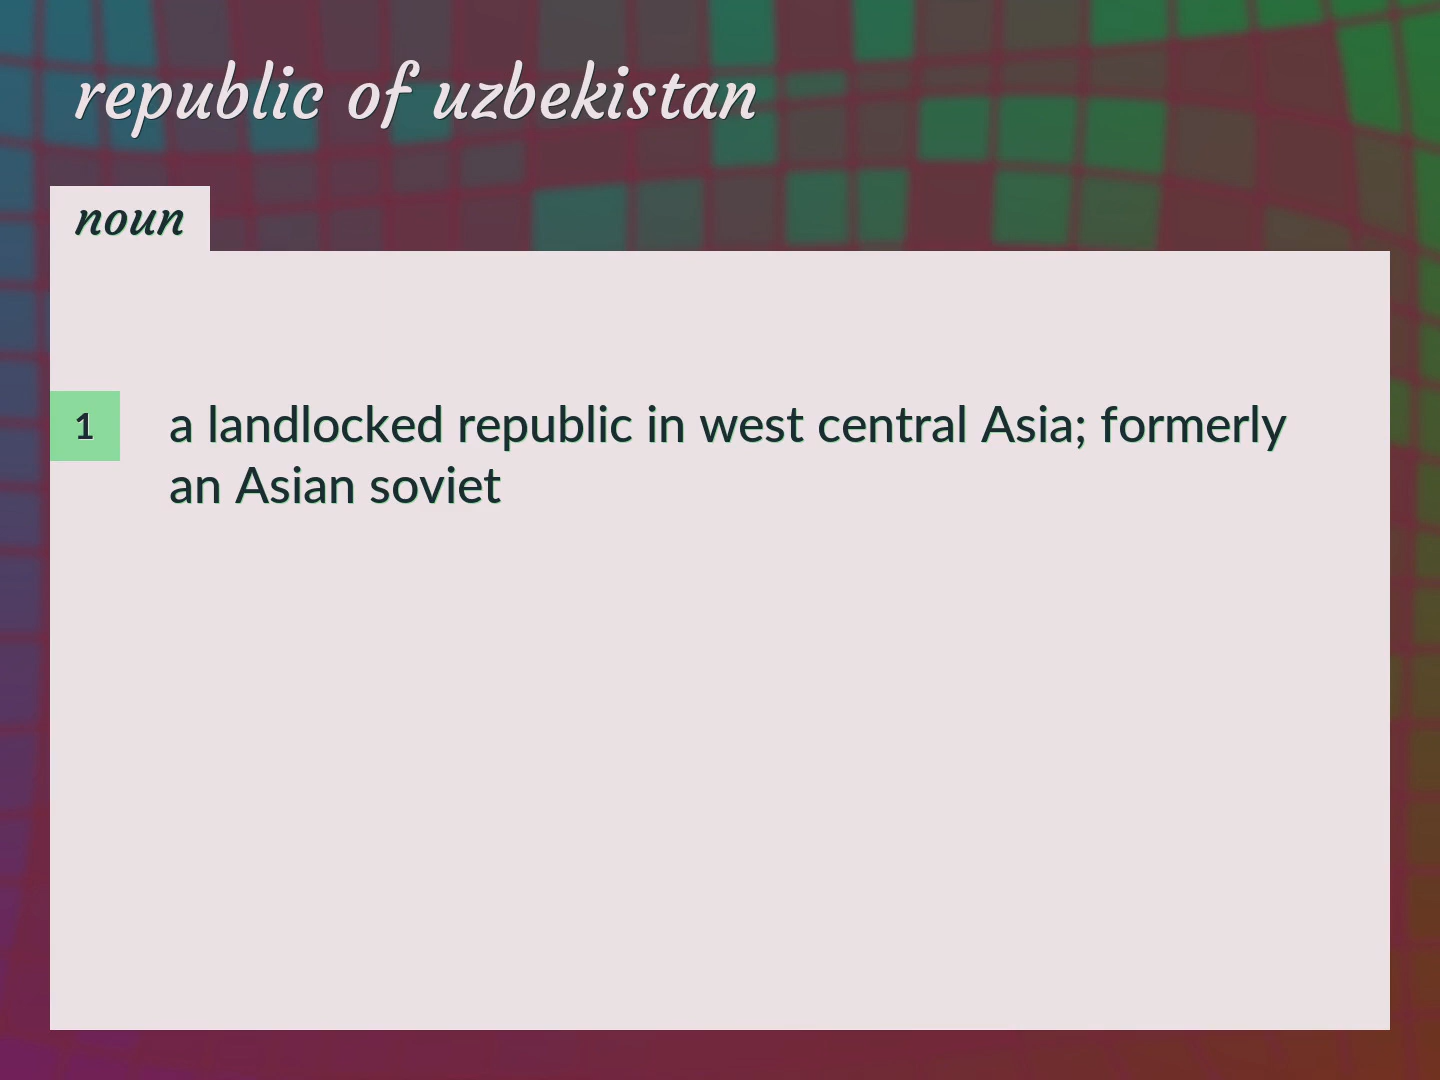 republic of uzbekistan
noun
1
a landlocked republic in west central Asia; formerly
an Asian soviet